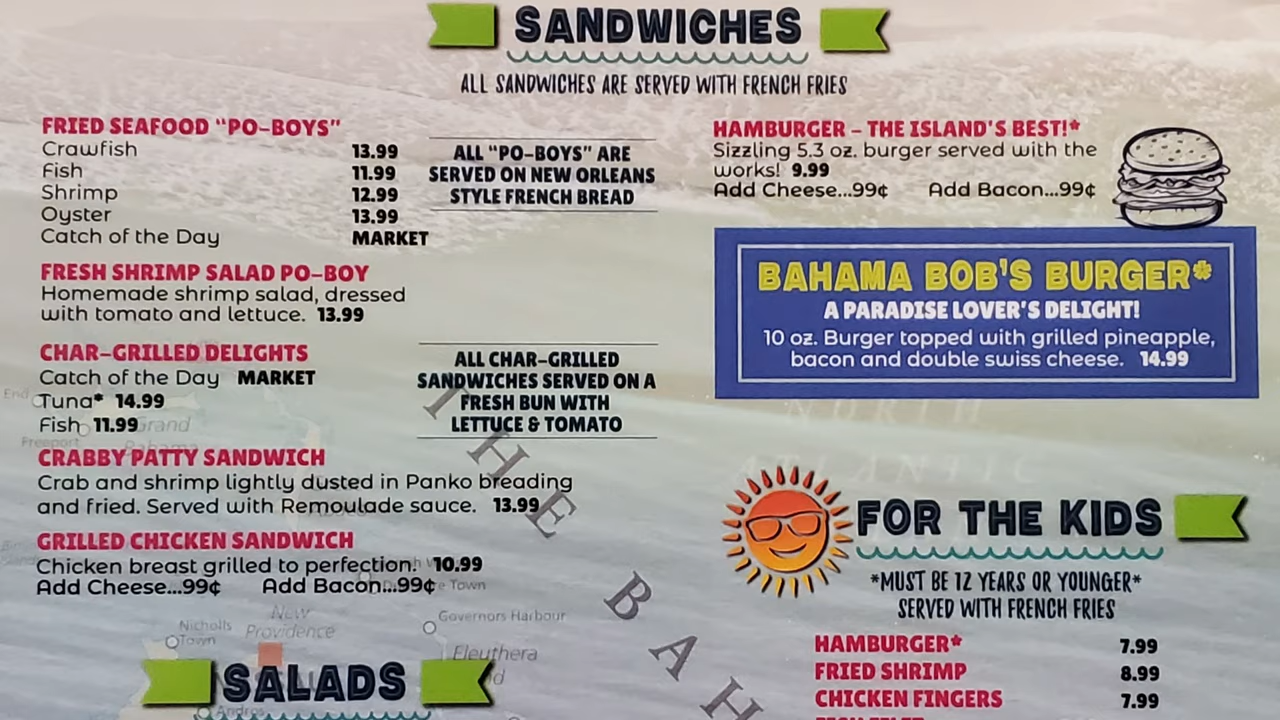 SANDWICHES
ALL SANDWICHES ARE SERVED WITH FRENCH FRIES
FRIED SEAFOOD "PO-BOYS"
Crawfish 13.99
Fish 11.99
Shrimp 12.99
Oyster 13.99
Catch of the Day MARKET
ALL "PO-BOYS" ARE
SERVED ON NEW ORLEANS
STYLE FRENCH BREAD
FRESH SHRIMP SALAD PO-BOY
Homemade shrimp salad, dressed
with tomato and lettuce. 13.99
CHAR-GRILLED DELIGHTS
Catch of the Day MARKET
Tuna* 14.99
Fish 11.99
ALL CHAR-GRILLED
SANDWICHES SERVED ON A
FRESH BUN WITH
LETTUCE & TOMATO
CRABBY PATTY SANDWICH
Crab and shrimp lightly dusted in Panko breading
and fried. Served with Remoulade sauce. 13.99
GRILLED CHICKEN SANDWICH
Chicken breast grilled to perfection. 10.99
Add Cheese...99¢ Add Bacon...99¢
HAMBURGER - THE ISLAND'S BEST!*
Sizzling 5.3 oz. burger served with the
works! 9.99
Add Cheese...99¢ Add Bacon...99¢
BAHAMA BOB'S BURGER*
A PARADISE LOVER'S DELIGHT!
10 oz. Burger topped with grilled pineapple,
bacon and double swiss cheese. 14.99
FOR THE KIDS
*MUST BE 12 YEARS OR YOUNGER*
SERVED WITH FRENCH FRIES
HAMBURGER* 7.99
FRIED SHRIMP 8.99
CHICKEN FINGERS 7.99
SALADS
THE BAH
NORTH
ATLANTIC
Grand
Bahama
Freeport
Nicholls
Town
New
Providence
Governors Harbour
Eleuthera
Andros